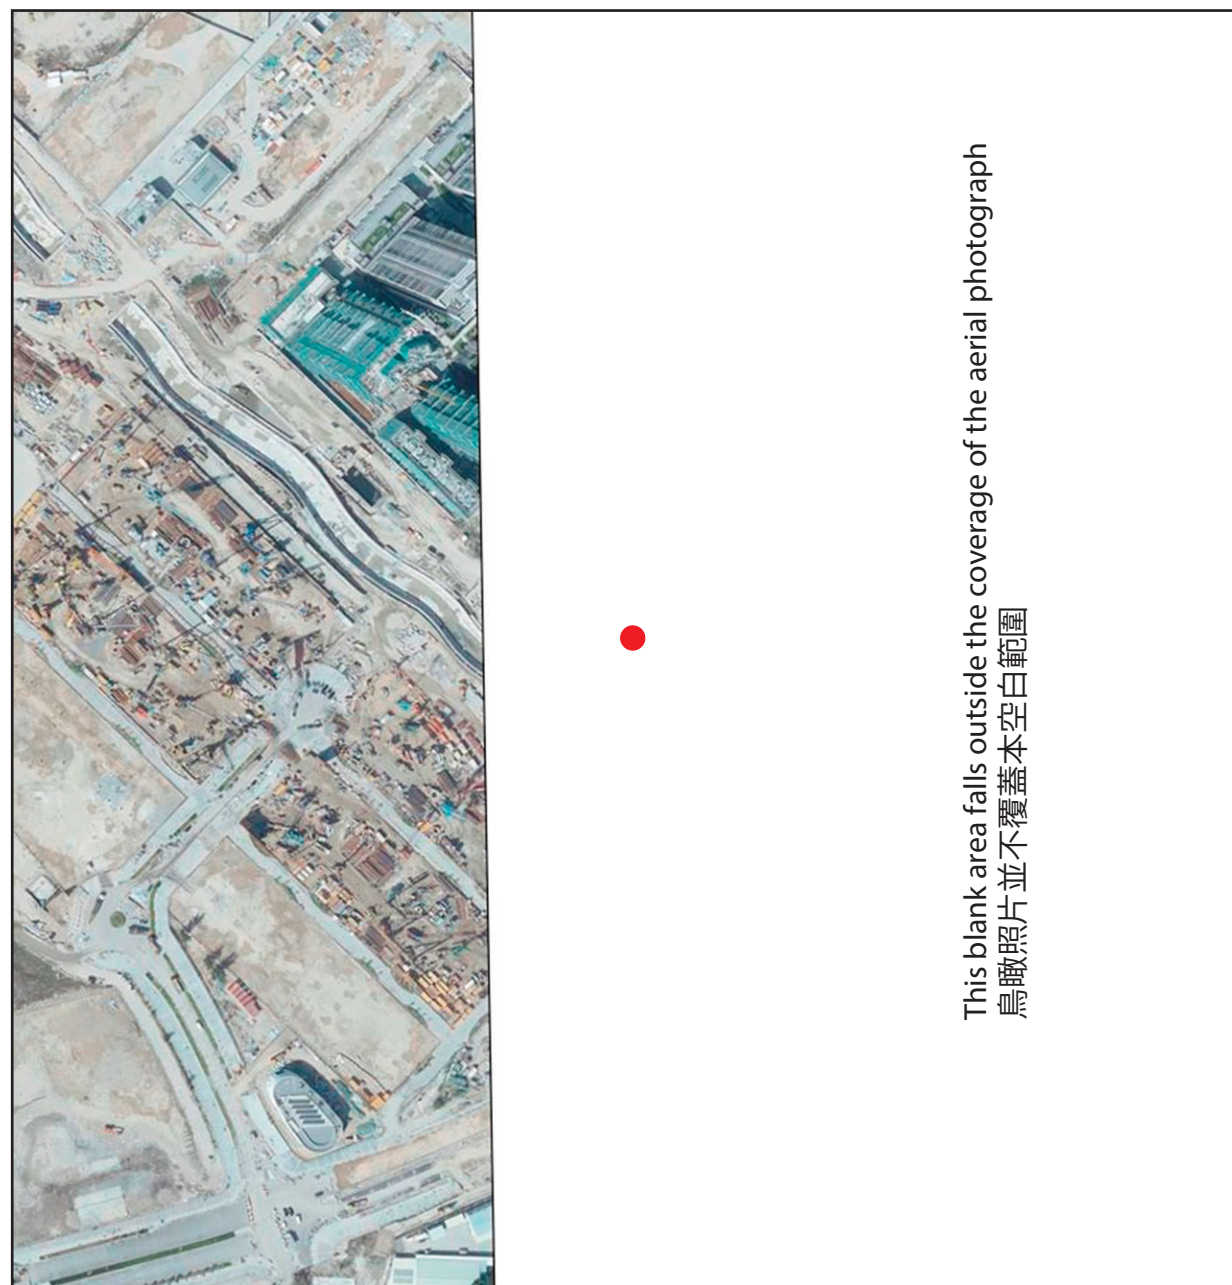 This blank area falls outside the coverage of the aerial photograph
鳥瞰照片並不覆蓋本空白範圍